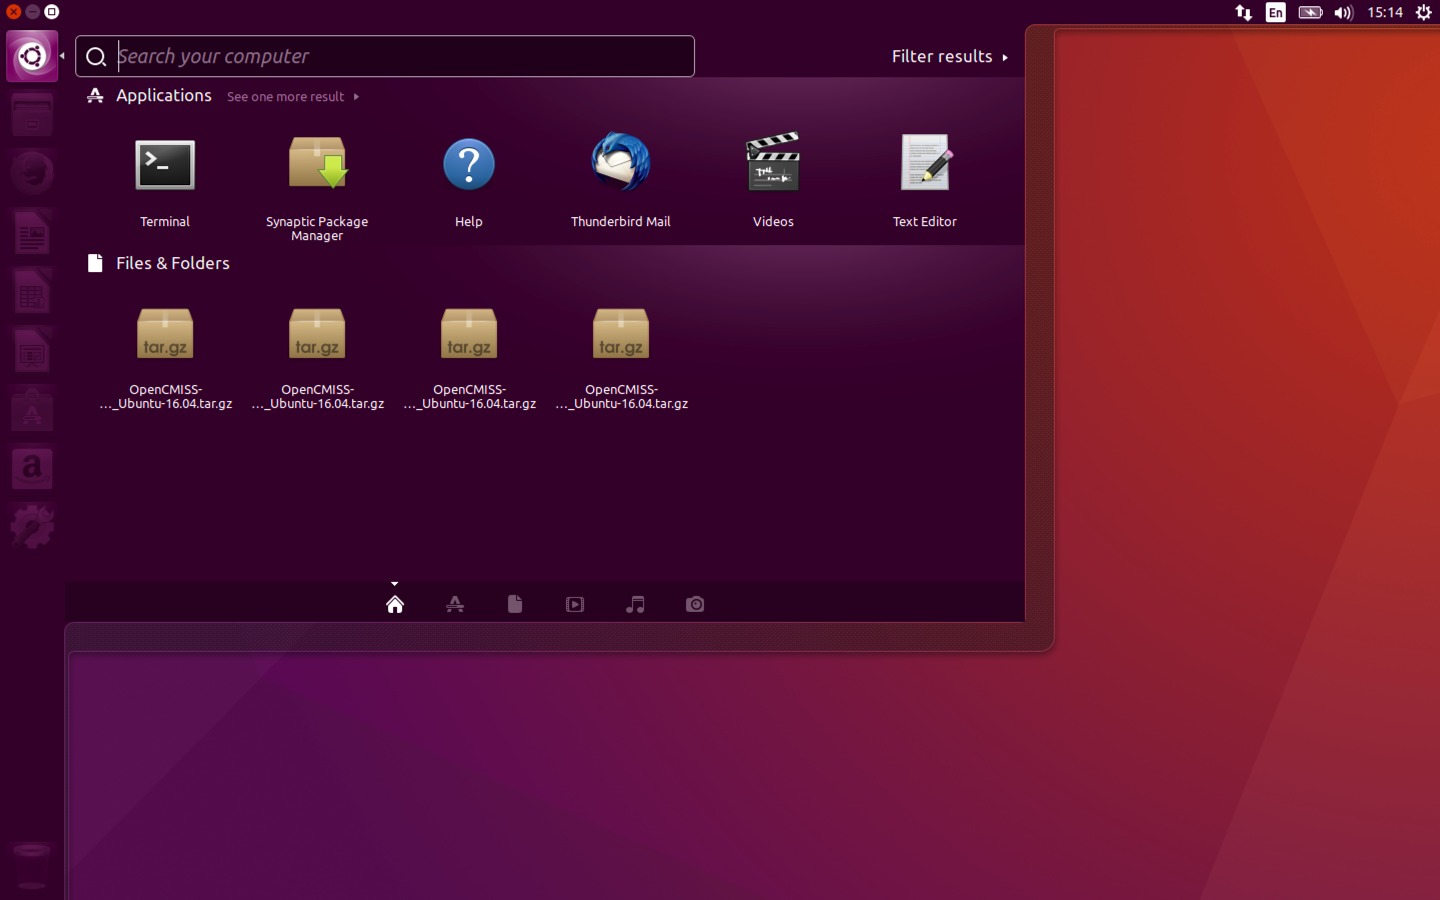 En
15:14
Search your computer
Filter results
Applications See one more result
>_
?
Terminal
Synaptic Package
Manager
Help
Thunderbird Mail
Videos
Text Editor
Files & Folders
tar.gz tar.gz tar.gz tar.gz
OpenCMISS-
…_Ubuntu-16.04.tar.gz
OpenCMISS-
…_Ubuntu-16.04.tar.gz
OpenCMISS-
…_Ubuntu-16.04.tar.gz
OpenCMISS-
…_Ubuntu-16.04.tar.gz
a